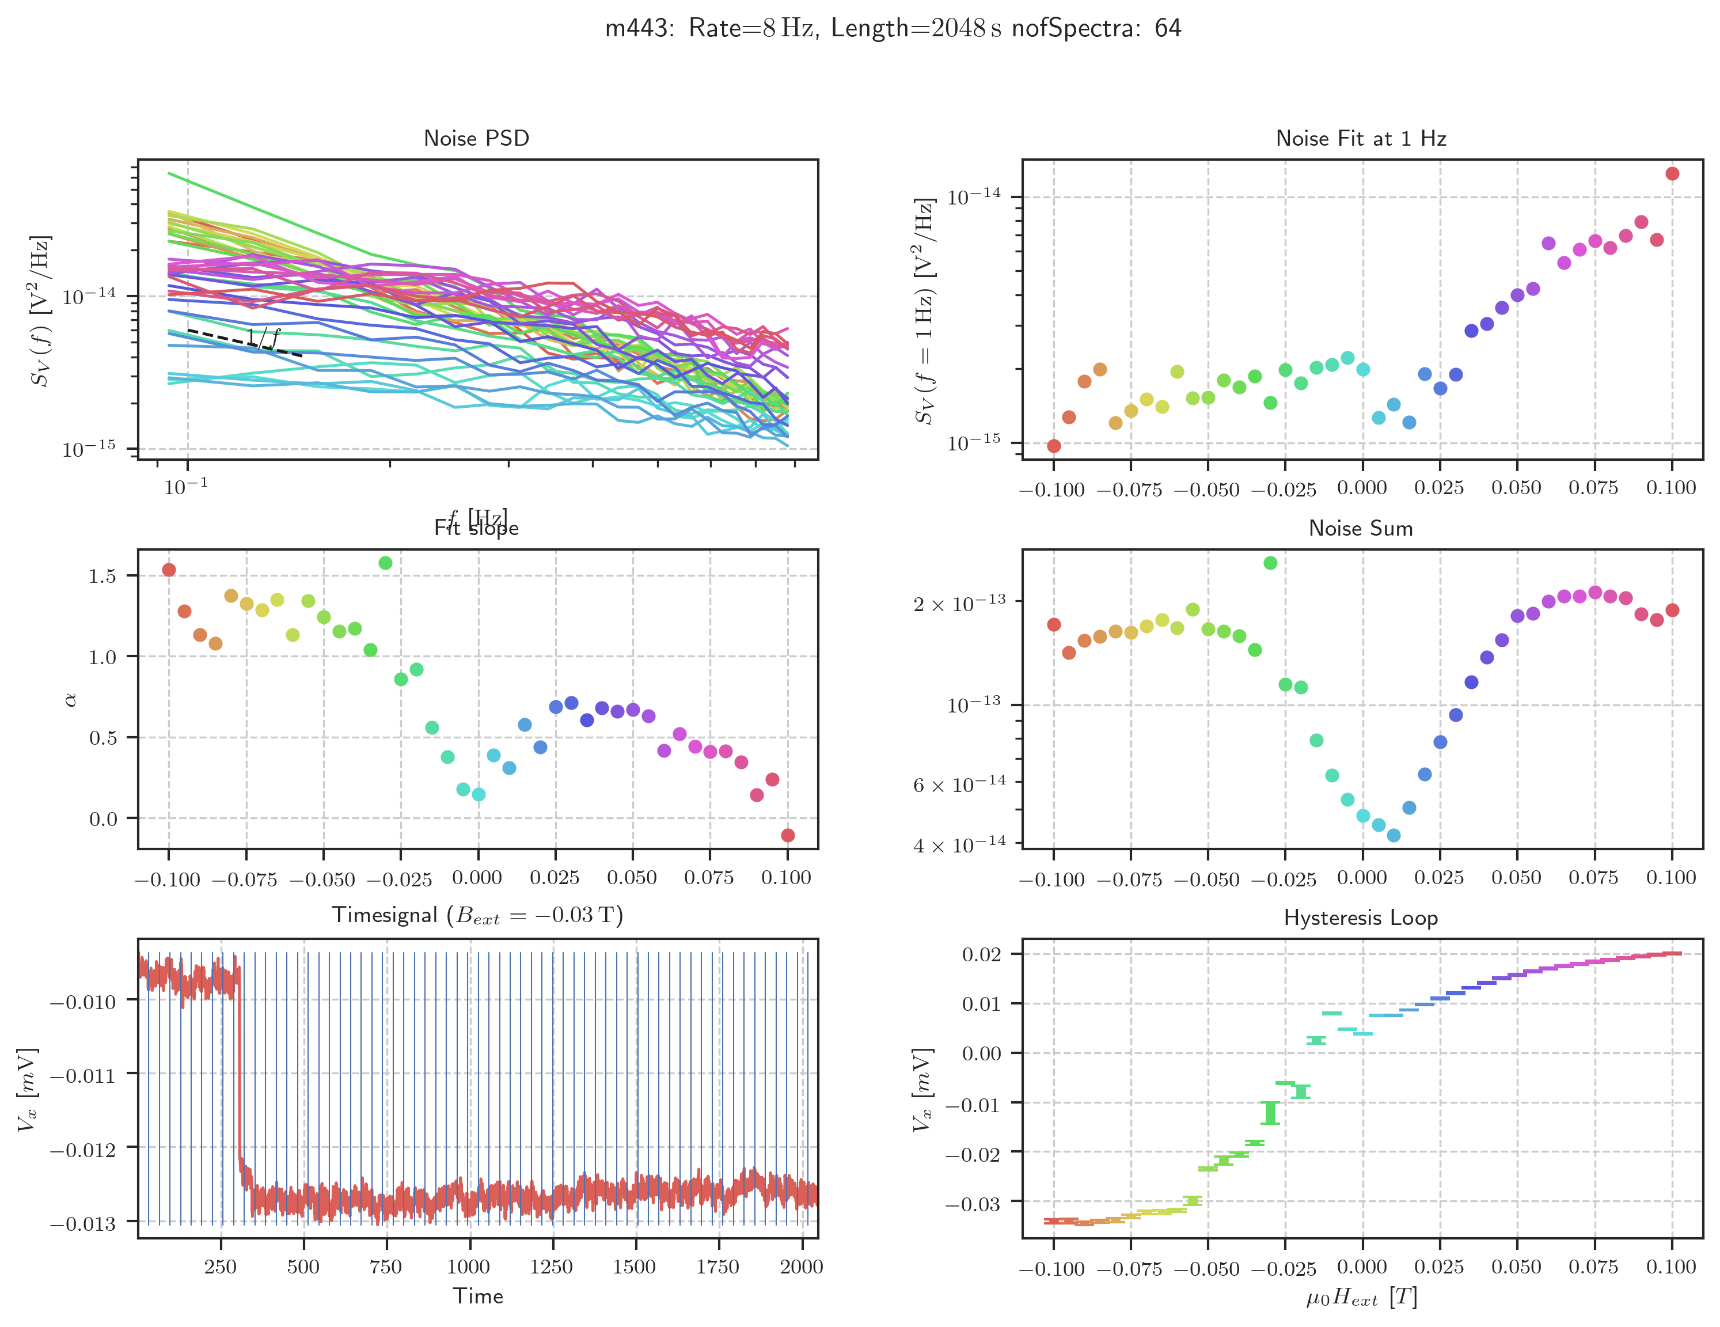 m443: Rate=8 Hz, Length=2048 s nofSpectra: 64
Noise PSD
S_V (f) [V²/Hz]
10⁻¹⁴
10⁻¹⁵
1/f
10⁻¹
f [Hz]
Noise Fit at 1 Hz
S_V (f = 1 Hz) [V²/Hz]
10⁻¹⁴
10⁻¹⁵
−0.100 −0.075 −0.050 −0.025 0.000 0.025 0.050 0.075 0.100
Fit slope
α
1.5
1.0
0.5
0.0
−0.100 −0.075 −0.050 −0.025 0.000 0.025 0.050 0.075 0.100
Noise Sum
2 × 10⁻¹³
10⁻¹³
6 × 10⁻¹⁴
4 × 10⁻¹⁴
−0.100 −0.075 −0.050 −0.025 0.000 0.025 0.050 0.075 0.100
Timesignal (B_ext = −0.03 T)
V_x [mV]
−0.010
−0.011
−0.012
−0.013
250 500 750 1000 1250 1500 1750 2000
Time
Hysteresis Loop
V_x [mV]
0.02
0.01
0.00
−0.01
−0.02
−0.03
−0.100 −0.075 −0.050 −0.025 0.000 0.025 0.050 0.075 0.100
μ₀H_ext [T]